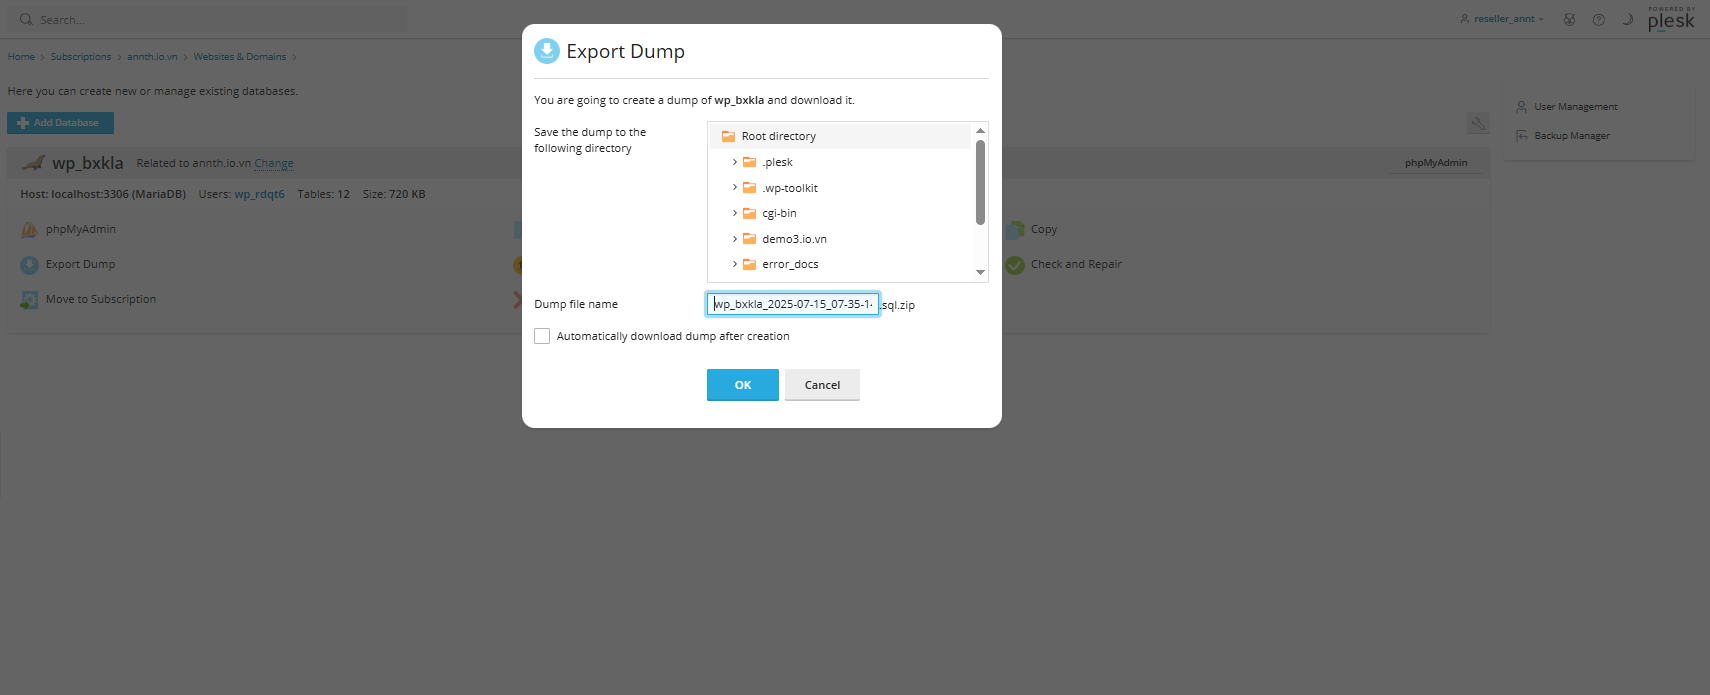 Search...
reseller_annt
POWERED BY
plesk
Home > Subscriptions > annth.io.vn > Websites & Domains >
Here you can create new or manage existing databases.
Add Database
wp_bxkla Related to annth.io.vn Change
phpMyAdmin
Host: localhost:3306 (MariaDB) Users: wp_rdqt6 Tables: 12 Size: 720 KB
phpMyAdmin
Copy
Export Dump
Check and Repair
Move to Subscription
User Management
Backup Manager
Export Dump
You are going to create a dump of wp_bxkla and download it.
Save the dump to the
following directory
Root directory
.plesk
.wp-toolkit
cgi-bin
demo3.io.vn
error_docs
Dump file name
wp_bxkla_2025-07-15_07-35-1
.sql.zip
Automatically download dump after creation
OK
Cancel